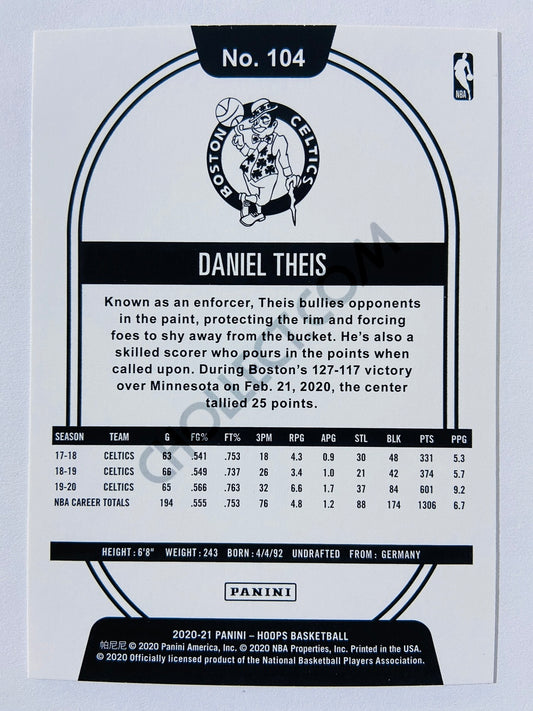 No. 104
NBA
BOSTON CELTICS
DANIEL THEIS
Known as an enforcer, Theis bullies opponents
in the paint, protecting the rim and forcing
foes to shy away from the bucket. He's also a
skilled scorer who pours in the points when
called upon. During Boston's 127-117 victory
over Minnesota on Feb. 21, 2020, the center
tallied 25 points.
CHOLLECT.COM
SEASON TEAM G FG% FT% 3PM RPG APG STL BLK PTS PPG
17-18 CELTICS 63 .541 .753 18 4.3 0.9 30 48 331 5.3
18-19 CELTICS 66 .549 .737 26 3.4 1.0 21 42 374 5.7
19-20 CELTICS 65 .566 .763 32 6.6 1.7 37 84 601 9.2
NBA CAREER TOTALS 194 .555 .753 76 4.8 1.2 88 174 1306 6.7
HEIGHT: 6'8" WEIGHT: 243 BORN: 4/4/92 UNDRAFTED FROM: GERMANY
PANINI
2020-21 PANINI – HOOPS BASKETBALL
帕尼尼 © 2020 Panini America, Inc. © 2020 NBA Properties, Inc. Printed in the USA.
© 2020 Officially licensed product of the National Basketball Players Association.